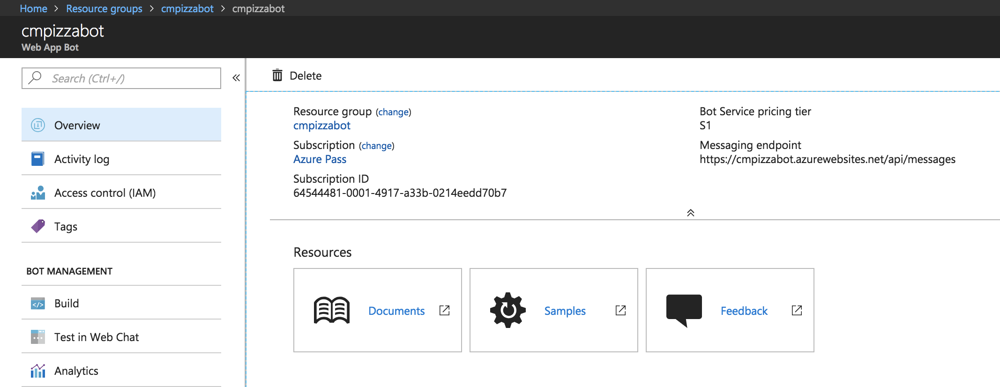 Home > Resource groups > cmpizzabot > cmpizzabot
cmpizzabot
Web App Bot
Search (Ctrl+/)
Overview
Activity log
Access control (IAM)
Tags
BOT MANAGEMENT
Build
Test in Web Chat
Analytics
Delete
Resource group (change)
cmpizzabot
Subscription (change)
Azure Pass
Subscription ID
64544481-0001-4917-a33b-0214eedd70b7
Bot Service pricing tier
S1
Messaging endpoint
https://cmpizzabot.azurewebsites.net/api/messages
Resources
Documents
Samples
Feedback